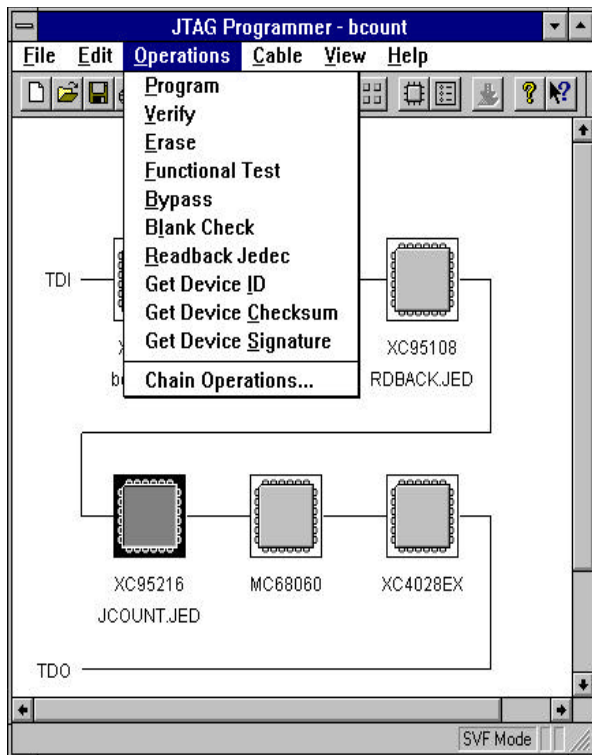 JTAG Programmer - bcount
File Edit Operations Cable View Help
Program
Verify
Erase
Functional Test
Bypass
Blank Check
Readback Jedec
Get Device ID
Get Device Checksum
Get Device Signature
Chain Operations...
TDI
XC95108
RDBACK.JED
XC95216 MC68060 XC4028EX
JCOUNT.JED
TDO
SVF Mode